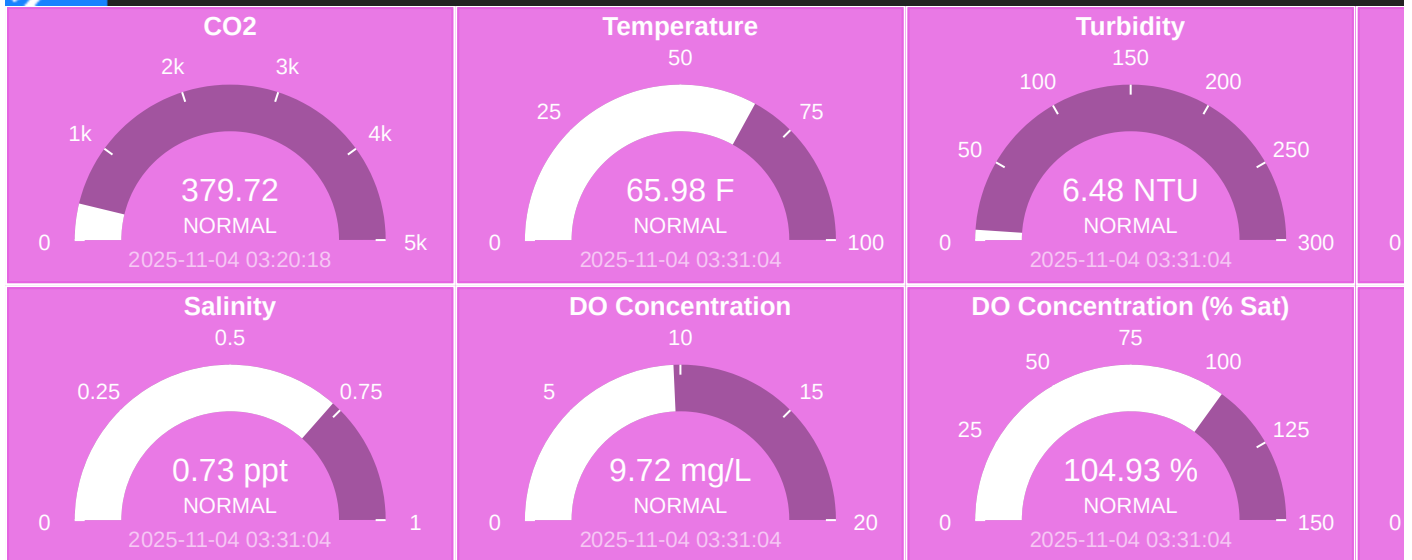 CO2
2k
3k
1k
4k
379.72
NORMAL
0
5k
2025-11-04 03:20:18
Temperature
50
25
75
65.98 F
NORMAL
0
100
2025-11-04 03:31:04
Turbidity
150
100
200
50
250
6.48 NTU
NORMAL
0
300
2025-11-04 03:31:04
0
Salinity
0.5
0.25
0.75
0.73 ppt
NORMAL
0
1
2025-11-04 03:31:04
DO Concentration
10
5
15
9.72 mg/L
NORMAL
0
20
2025-11-04 03:31:04
DO Concentration (% Sat)
75
50
100
25
125
104.93 %
NORMAL
0
150
2025-11-04 03:31:04
0